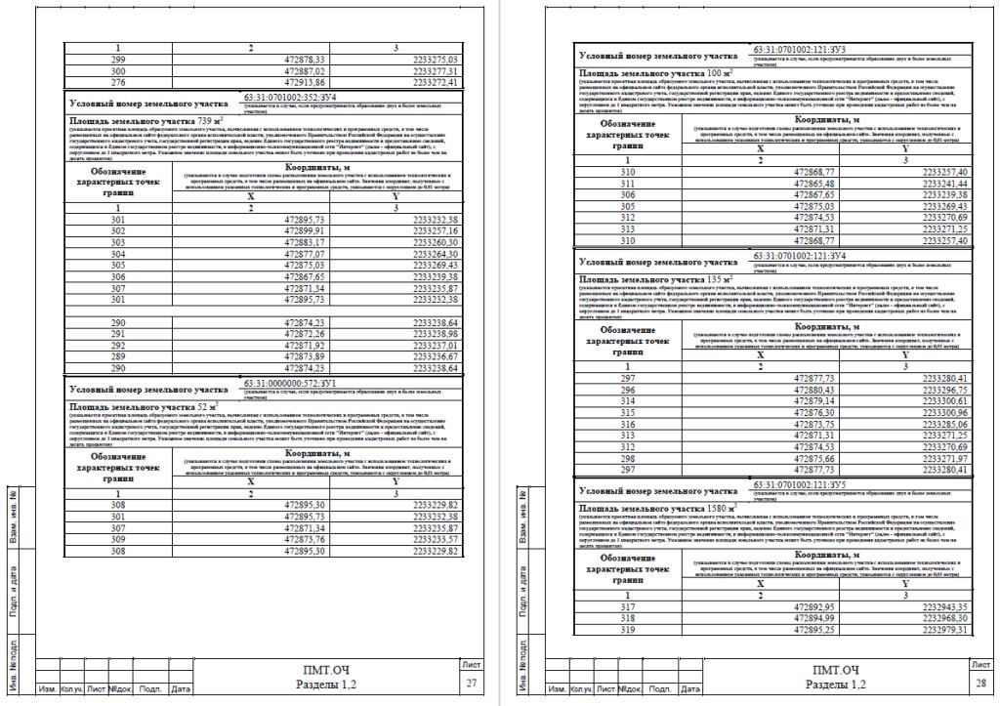 1 2 3
299 472878,33 2233275,03
300 472887,02 2233277,31
276 472913,86 2233272,41
Условный номер земельного участка
63:31:0701002:352:ЗУ4
(указывается в случае, если предусматривается образование двух и более земельных участков)
Площадь земельного участка 739 м²
(указывается проектная площадь образуемого земельного участка, вычисленная с использованием технологических и программных средств, в том числе
размещенных на официальном сайте федерального органа исполнительной власти, уполномоченного Правительством Российской Федерации на осуществление
государственного кадастрового учета, государственной регистрации прав, ведение Единого государственного реестра недвижимости и предоставление сведений,
содержащихся в Едином государственном реестре недвижимости, в информационно-телекоммуникационной сети "Интернет" (далее - официальный сайт), с
округлением до 1 квадратного метра. Указанное значение площади земельного участка может быть уточнено при проведении кадастровых работ не более чем на
десять процентов)
Обозначение
характерных точек
границ
Координаты, м
(указываются в случае подготовки схемы расположения земельного участка с использованием технологических и
программных средств, в том числе размещенных на официальном сайте. Значения координат, полученные с
использованием указанных технологических и программных средств, указываются с округлением до 0,01 метра)
X Y
1 2 3
301 472895,73 2233232,38
302 472899,91 2233257,16
303 472883,17 2233260,30
304 472877,07 2233264,30
305 472875,03 2233269,43
306 472867,65 2233239,38
307 472871,34 2233235,87
301 472895,73 2233232,38
290 472874,23 2233238,64
291 472872,26 2233238,98
292 472871,92 2233237,01
289 472873,89 2233236,67
290 472874,23 2233238,64
Условный номер земельного участка
63:31:0000000:572:ЗУ1
(указывается в случае, если предусматривается образование двух и более земельных
участков)
Площадь земельного участка 52 м²
(указывается проектная площадь образуемого земельного участка, вычисленная с использованием технологических и программных средств, в том числе
размещенных на официальном сайте федерального органа исполнительной власти, уполномоченного Правительством Российской Федерации на осуществление
государственного кадастрового учета, государственной регистрации прав, ведение Единого государственного реестра недвижимости и предоставление сведений,
содержащихся в Едином государственном реестре недвижимости, в информационно-телекоммуникационной сети "Интернет" (далее - официальный сайт), с
округлением до 1 квадратного метра. Указанное значение площади земельного участка может быть уточнено при проведении кадастровых работ не более чем на
десять процентов)
Обозначение
характерных точек
границ
Координаты, м
(указываются в случае подготовки схемы расположения земельного участка с использованием технологических и
программных средств, в том числе размещенных на официальном сайте. Значения координат, полученные с
использованием указанных технологических и программных средств, указываются с округлением до 0,01 метра)
X Y
1 2 3
308 472895,30 2233229,82
301 472895,73 2233232,38
307 472871,34 2233235,87
309 472873,76 2233233,57
308 472895,30 2233229,82
Взам. инв. №
Подп. и дата
Инв. № подл.
Изм. Кол.уч. Лист №док. Подп. Дата
ПМТ.ОЧ
Разделы 1,2
Лист
27
Условный номер земельного участка
63:31:0701002:121:ЗУ3
(указывается в случае, если предусматривается образование двух и более земельных
участков)
Площадь земельного участка 100 м²
(указывается проектная площадь образуемого земельного участка, вычисленная с использованием технологических и программных средств, в том числе
размещенных на официальном сайте федерального органа исполнительной власти, уполномоченного Правительством Российской Федерации на осуществление
государственного кадастрового учета, государственной регистрации прав, ведение Единого государственного реестра недвижимости и предоставление сведений,
содержащихся в Едином государственном реестре недвижимости, в информационно-телекоммуникационной сети "Интернет" (далее - официальный сайт), с
округлением до 1 квадратного метра. Указанное значение площади земельного участка может быть уточнено при проведении кадастровых работ не более чем на
десять процентов)
Обозначение
характерных точек
границ
Координаты, м
(указываются в случае подготовки схемы расположения земельного участка с использованием технологических и
программных средств, в том числе размещенных на официальном сайте. Значения координат, полученные с
использованием указанных технологических и программных средств, указываются с округлением до 0,01 метра)
X Y
1 2 3
310 472868,77 2233257,40
311 472865,48 2233241,44
306 472867,65 2233239,38
305 472875,03 2233269,43
312 472874,53 2233270,69
313 472871,31 2233271,25
310 472868,77 2233257,40
Условный номер земельного участка
63:31:0701002:121:ЗУ4
(указывается в случае, если предусматривается образование двух и более земельных
участков)
Площадь земельного участка 135 м²
(указывается проектная площадь образуемого земельного участка, вычисленная с использованием технологических и программных средств, в том числе
размещенных на официальном сайте федерального органа исполнительной власти, уполномоченного Правительством Российской Федерации на осуществление
государственного кадастрового учета, государственной регистрации прав, ведение Единого государственного реестра недвижимости и предоставление сведений,
содержащихся в Едином государственном реестре недвижимости, в информационно-телекоммуникационной сети "Интернет" (далее - официальный сайт), с
округлением до 1 квадратного метра. Указанное значение площади земельного участка может быть уточнено при проведении кадастровых работ не более чем на
десять процентов)
Обозначение
характерных точек
границ
Координаты, м
(указываются в случае подготовки схемы расположения земельного участка с использованием технологических и
программных средств, в том числе размещенных на официальном сайте. Значения координат, полученные с
использованием указанных технологических и программных средств, указываются с округлением до 0,01 метра)
X Y
1 2 3
297 472877,73 2233280,41
296 472880,43 2233296,75
314 472879,14 2233300,61
315 472876,30 2233300,96
316 472873,75 2233285,06
313 472871,31 2233271,25
312 472874,53 2233270,69
298 472875,66 2233271,97
297 472877,73 2233280,41
Условный номер земельного участка
63:31:0701002:121:ЗУ5
(указывается в случае, если предусматривается образование двух и более земельных
участков)
Площадь земельного участка 1580 м²
(указывается проектная площадь образуемого земельного участка, вычисленная с использованием технологических и программных средств, в том числе
размещенных на официальном сайте федерального органа исполнительной власти, уполномоченного Правительством Российской Федерации на осуществление
государственного кадастрового учета, государственной регистрации прав, ведение Единого государственного реестра недвижимости и предоставление сведений,
содержащихся в Едином государственном реестре недвижимости, в информационно-телекоммуникационной сети "Интернет" (далее - официальный сайт), с
округлением до 1 квадратного метра. Указанное значение площади земельного участка может быть уточнено при проведении кадастровых работ не более чем на
десять процентов)
Обозначение
характерных точек
границ
Координаты, м
(указываются в случае подготовки схемы расположения земельного участка с использованием технологических и
программных средств, в том числе размещенных на официальном сайте. Значения координат, полученные с
использованием указанных технологических и программных средств, указываются с округлением до 0,01 метра)
X Y
1 2 3
317 472892,95 2232943,35
318 472894,99 2232968,30
319 472895,25 2232979,31
Взам. инв. №
Подп. и дата
Инв. № подл.
Изм. Кол.уч. Лист №док. Подп. Дата
ПМТ.ОЧ
Разделы 1,2
Лист
28